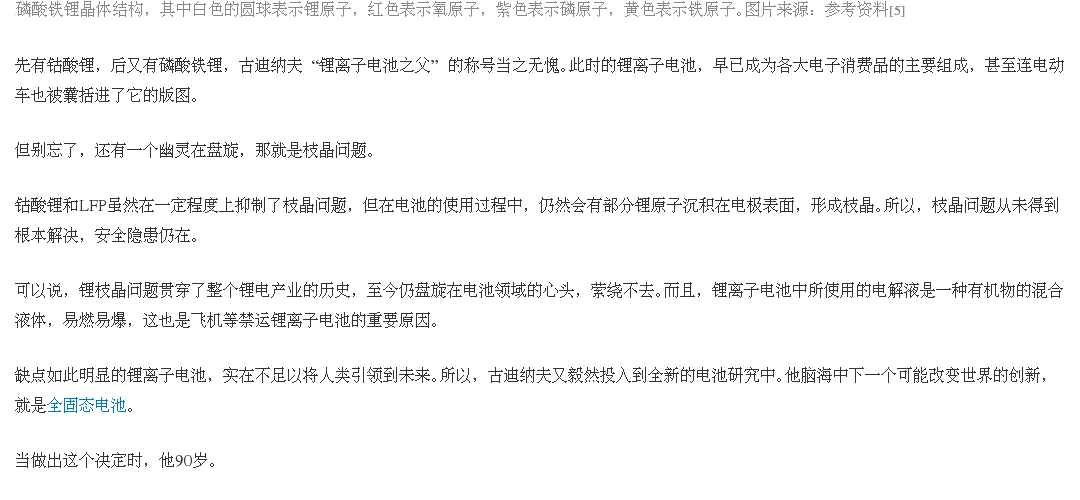 磷酸铁锂晶体结构，其中白色的圆球表示锂原子，红色表示氧原子，紫色表示磷原子，黄色表示铁原子。图片来源：参考资料[5]
先有钴酸锂，后又有磷酸铁锂，古迪纳夫“锂离子电池之父”的称号当之无愧。此时的锂离子电池，早已成为各大电子消费品的主要组成，甚至连电动
车也被囊括进了它的版图。
但别忘了，还有一个幽灵在盘旋，那就是枝晶问题。
钴酸锂和LFP虽然在一定程度上抑制了枝晶问题，但在电池的使用过程中，仍然会有部分锂原子沉积在电极表面，形成枝晶。所以，枝晶问题从未得到
根本解决，安全隐患仍在。
可以说，锂枝晶问题贯穿了整个锂电产业的历史，至今仍盘旋在电池领域的心头，萦绕不去。而且，锂离子电池中所使用的电解液是一种有机物的混合
液体，易燃易爆，这也是飞机等禁运锂离子电池的重要原因。
缺点如此明显的锂离子电池，实在不足以将人类引领到未来。所以，古迪纳夫又毅然投入到全新的电池研究中。他脑海中下一个可能改变世界的创新，
就是全固态电池。
当做出这个决定时，他90岁。